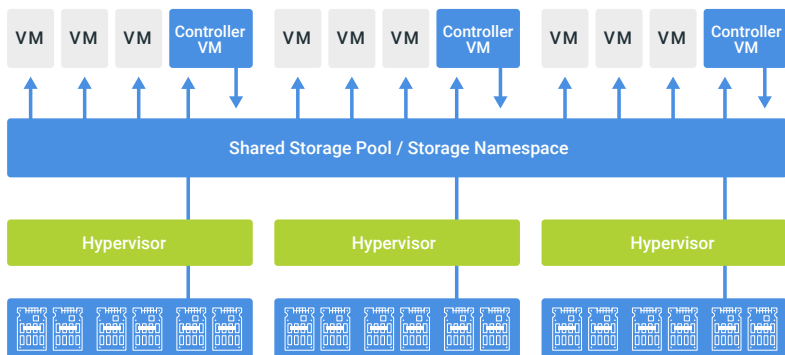 VM VM VM Controller VM VM VM VM Controller VM VM VM VM Controller VM
Shared Storage Pool / Storage Namespace
Hypervisor Hypervisor Hypervisor